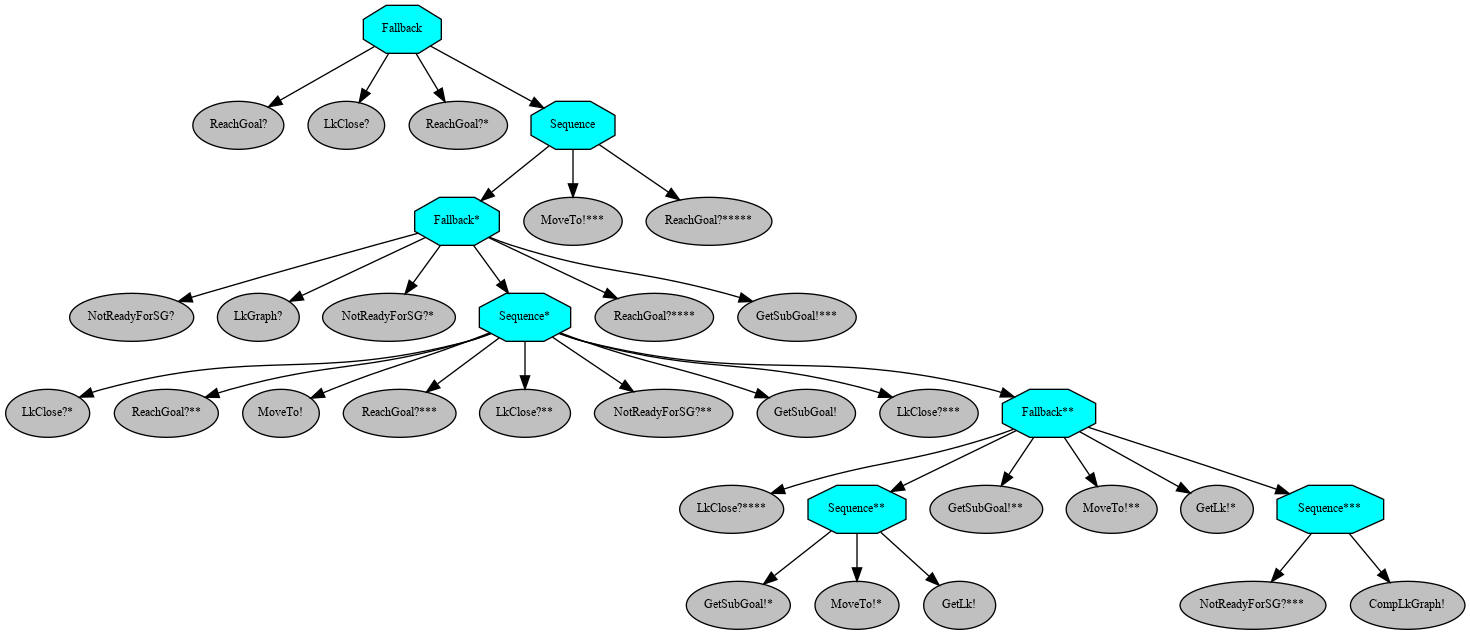 Fallback
ReachGoal?
LkClose?
ReachGoal?*
Sequence
Fallback*
MoveTo!***
ReachGoal?*****
NotReadyForSG?
LkGraph?
NotReadyForSG?*
Sequence*
ReachGoal?****
GetSubGoal!***
LkClose?*
ReachGoal?**
MoveTo!
ReachGoal?***
LkClose?**
NotReadyForSG?**
GetSubGoal!
LkClose?***
Fallback**
LkClose?****
Sequence**
GetSubGoal!**
MoveTo!**
GetLk!*
Sequence***
GetSubGoal!*
MoveTo!*
GetLk!
NotReadyForSG?***
CompLkGraph!